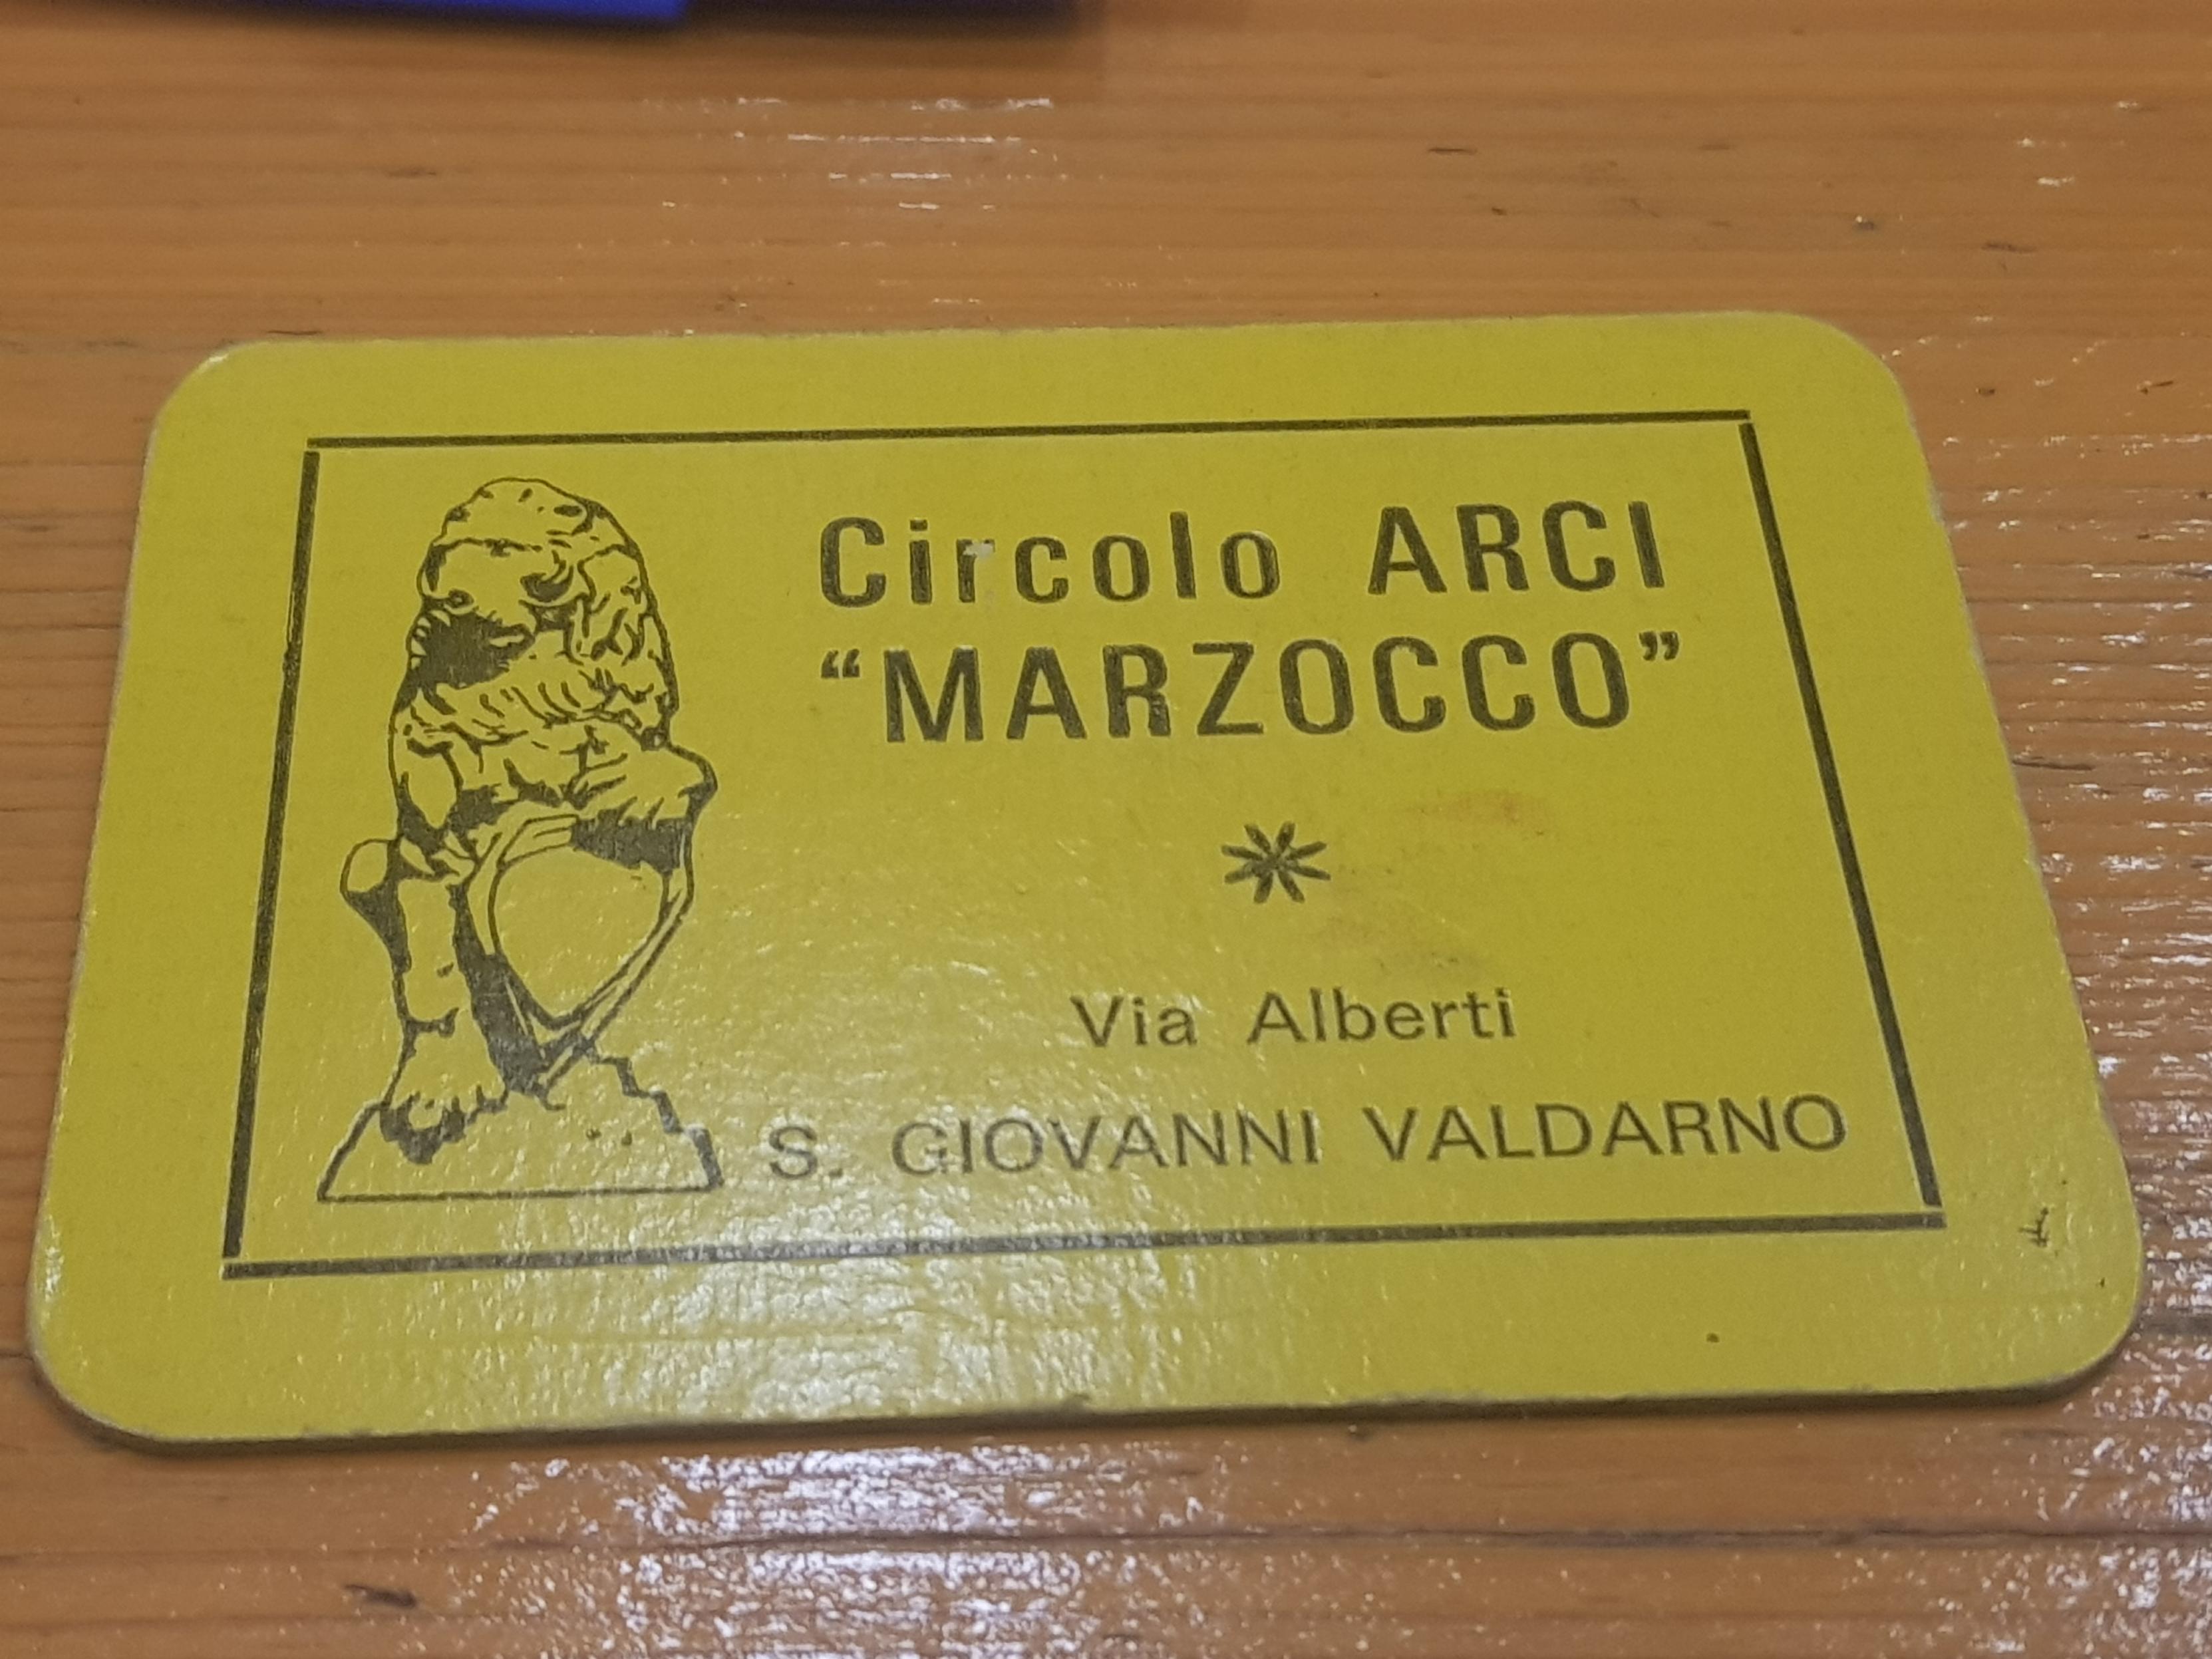 Circolo ARCI
“MARZOCCO”
Via Alberti
S. GIOVANNI VALDARNO